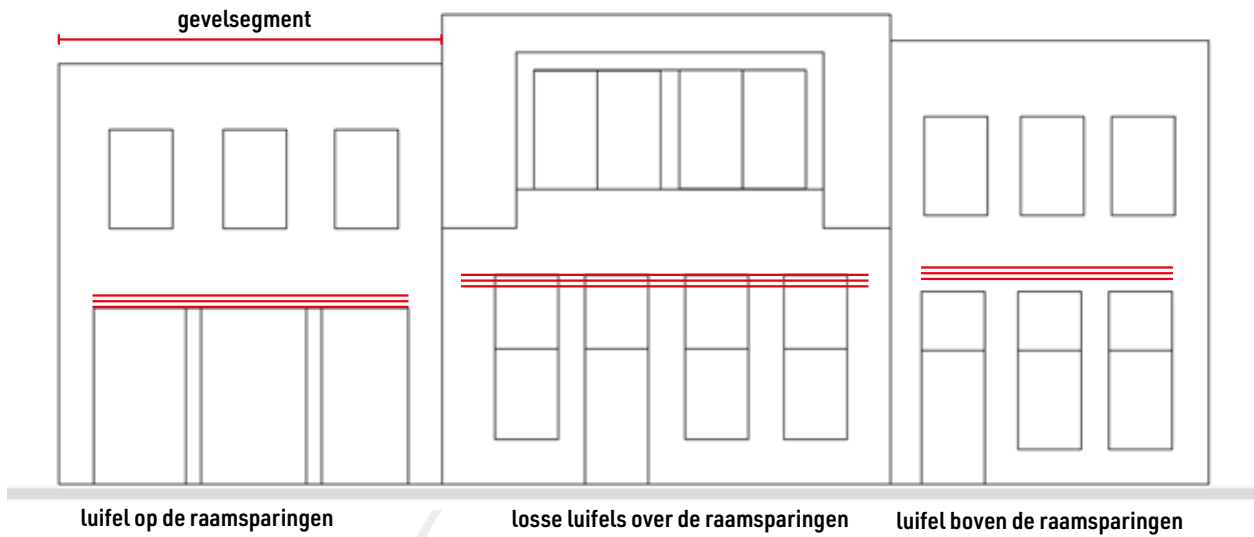 gevelsegment
luifel op de raamsparingen
losse luifels over de raamsparingen
luifel boven de raamsparingen